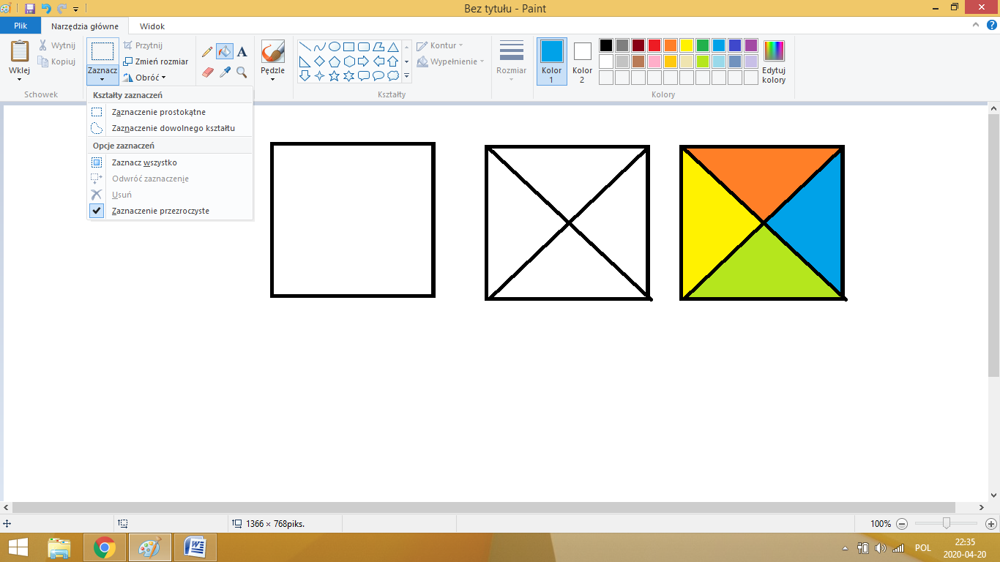 Bez tytułu - Paint
Plik
Narzędzia główne
Widok
Wklej
Wytnij
Kopiuj
Schowek
Zaznacz
Przytnij
Zmień rozmiar
Obróć
A
Pędzle
Kształty
Kontur
Wypełnienie
Rozmiar
Kolor
1
Kolor
2
Edytuj
kolory
Kolory
Kształty zaznaczeń
Zaznaczenie prostokątne
Zaznaczenie dowolnego kształtu
Opcje zaznaczeń
Zaznacz wszystko
Odwróć zaznaczenie
Usuń
Zaznaczenie przezroczyste
1366 × 768piks.
100%
POL
22:35
2020-04-20